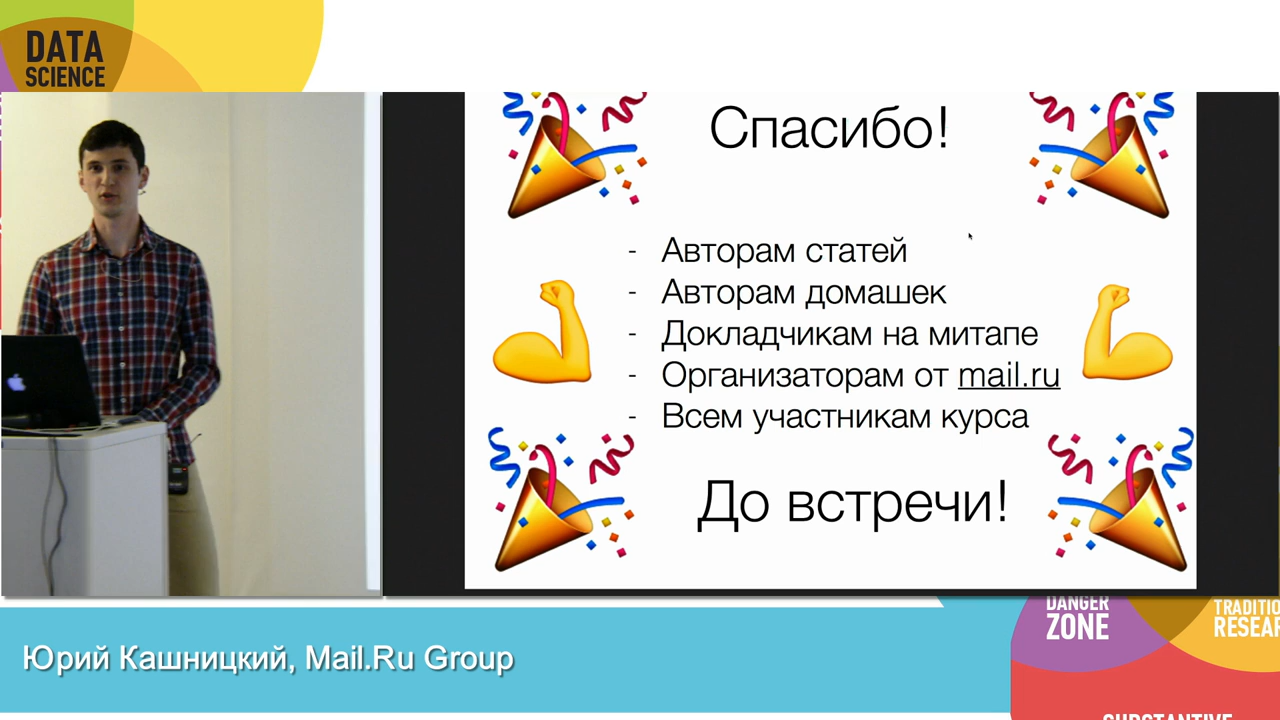 DATA
SCIENCE
Спасибо!
- Авторам статей
- Авторам домашек
- Докладчикам на митапе
- Организаторам от mail.ru
- Всем участникам курса
До встречи!
Юрий Кашницкий, Mail.Ru Group
DANGER
ZONE